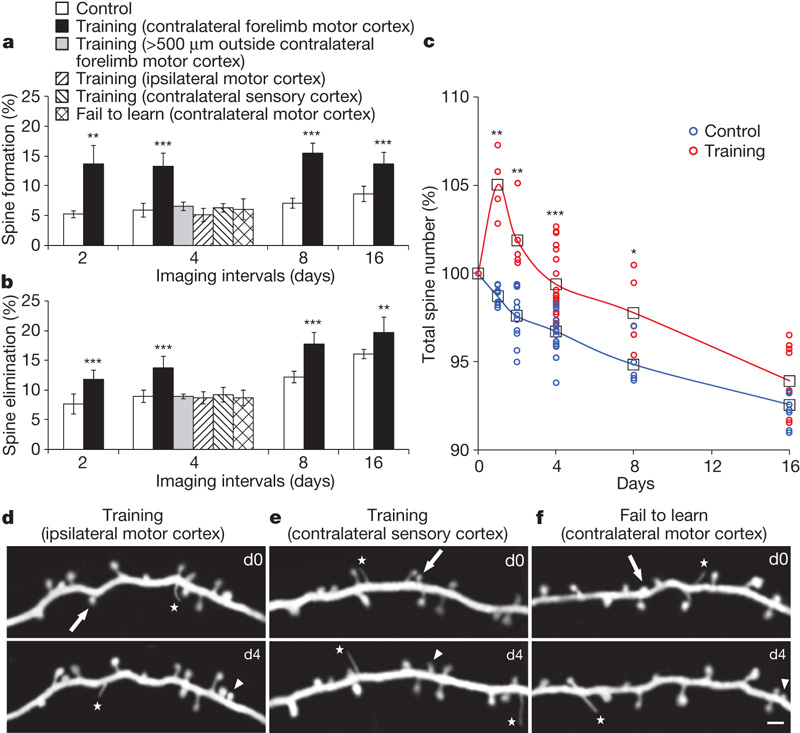 Control
Training (contralateral forelimb motor cortex)
Training (>500 μm outside contralateral
forelimb motor cortex)
Training (ipsilateral motor cortex)
Training (contralateral sensory cortex)
Fail to learn (contralateral motor cortex)
a
Spine formation (%)
25
20
15
10
5
0
** *** *** ***
2 4 8 16
Imaging intervals (days)
b
Spine elimination (%)
25
20
15
10
5
0
*** *** *** **
2 4 8 16
Imaging intervals (days)
c
Total spine number (%)
110
105
100
95
90
Control
Training
** ** *** *
0 4 8 12 16
Days
d Training
(ipsilateral motor cortex)
d0
d4
e Training
(contralateral sensory cortex)
d0
d4
f Fail to learn
(contralateral motor cortex)
d0
d4